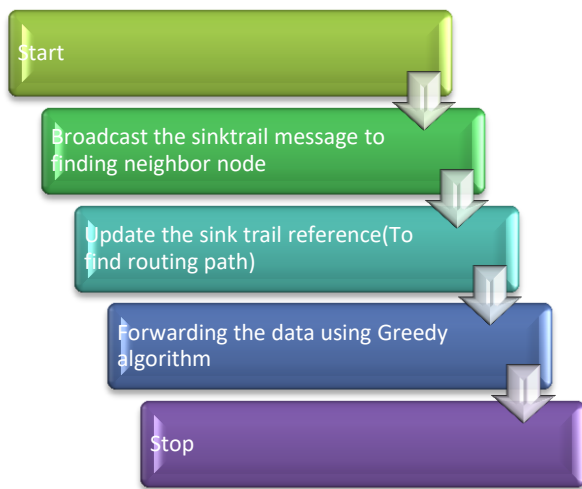 Start
Broadcast the sinktrail message to
finding neighbor node
Update the sink trail reference(To
find routing path)
Forwarding the data using Greedy
algorithm
Stop